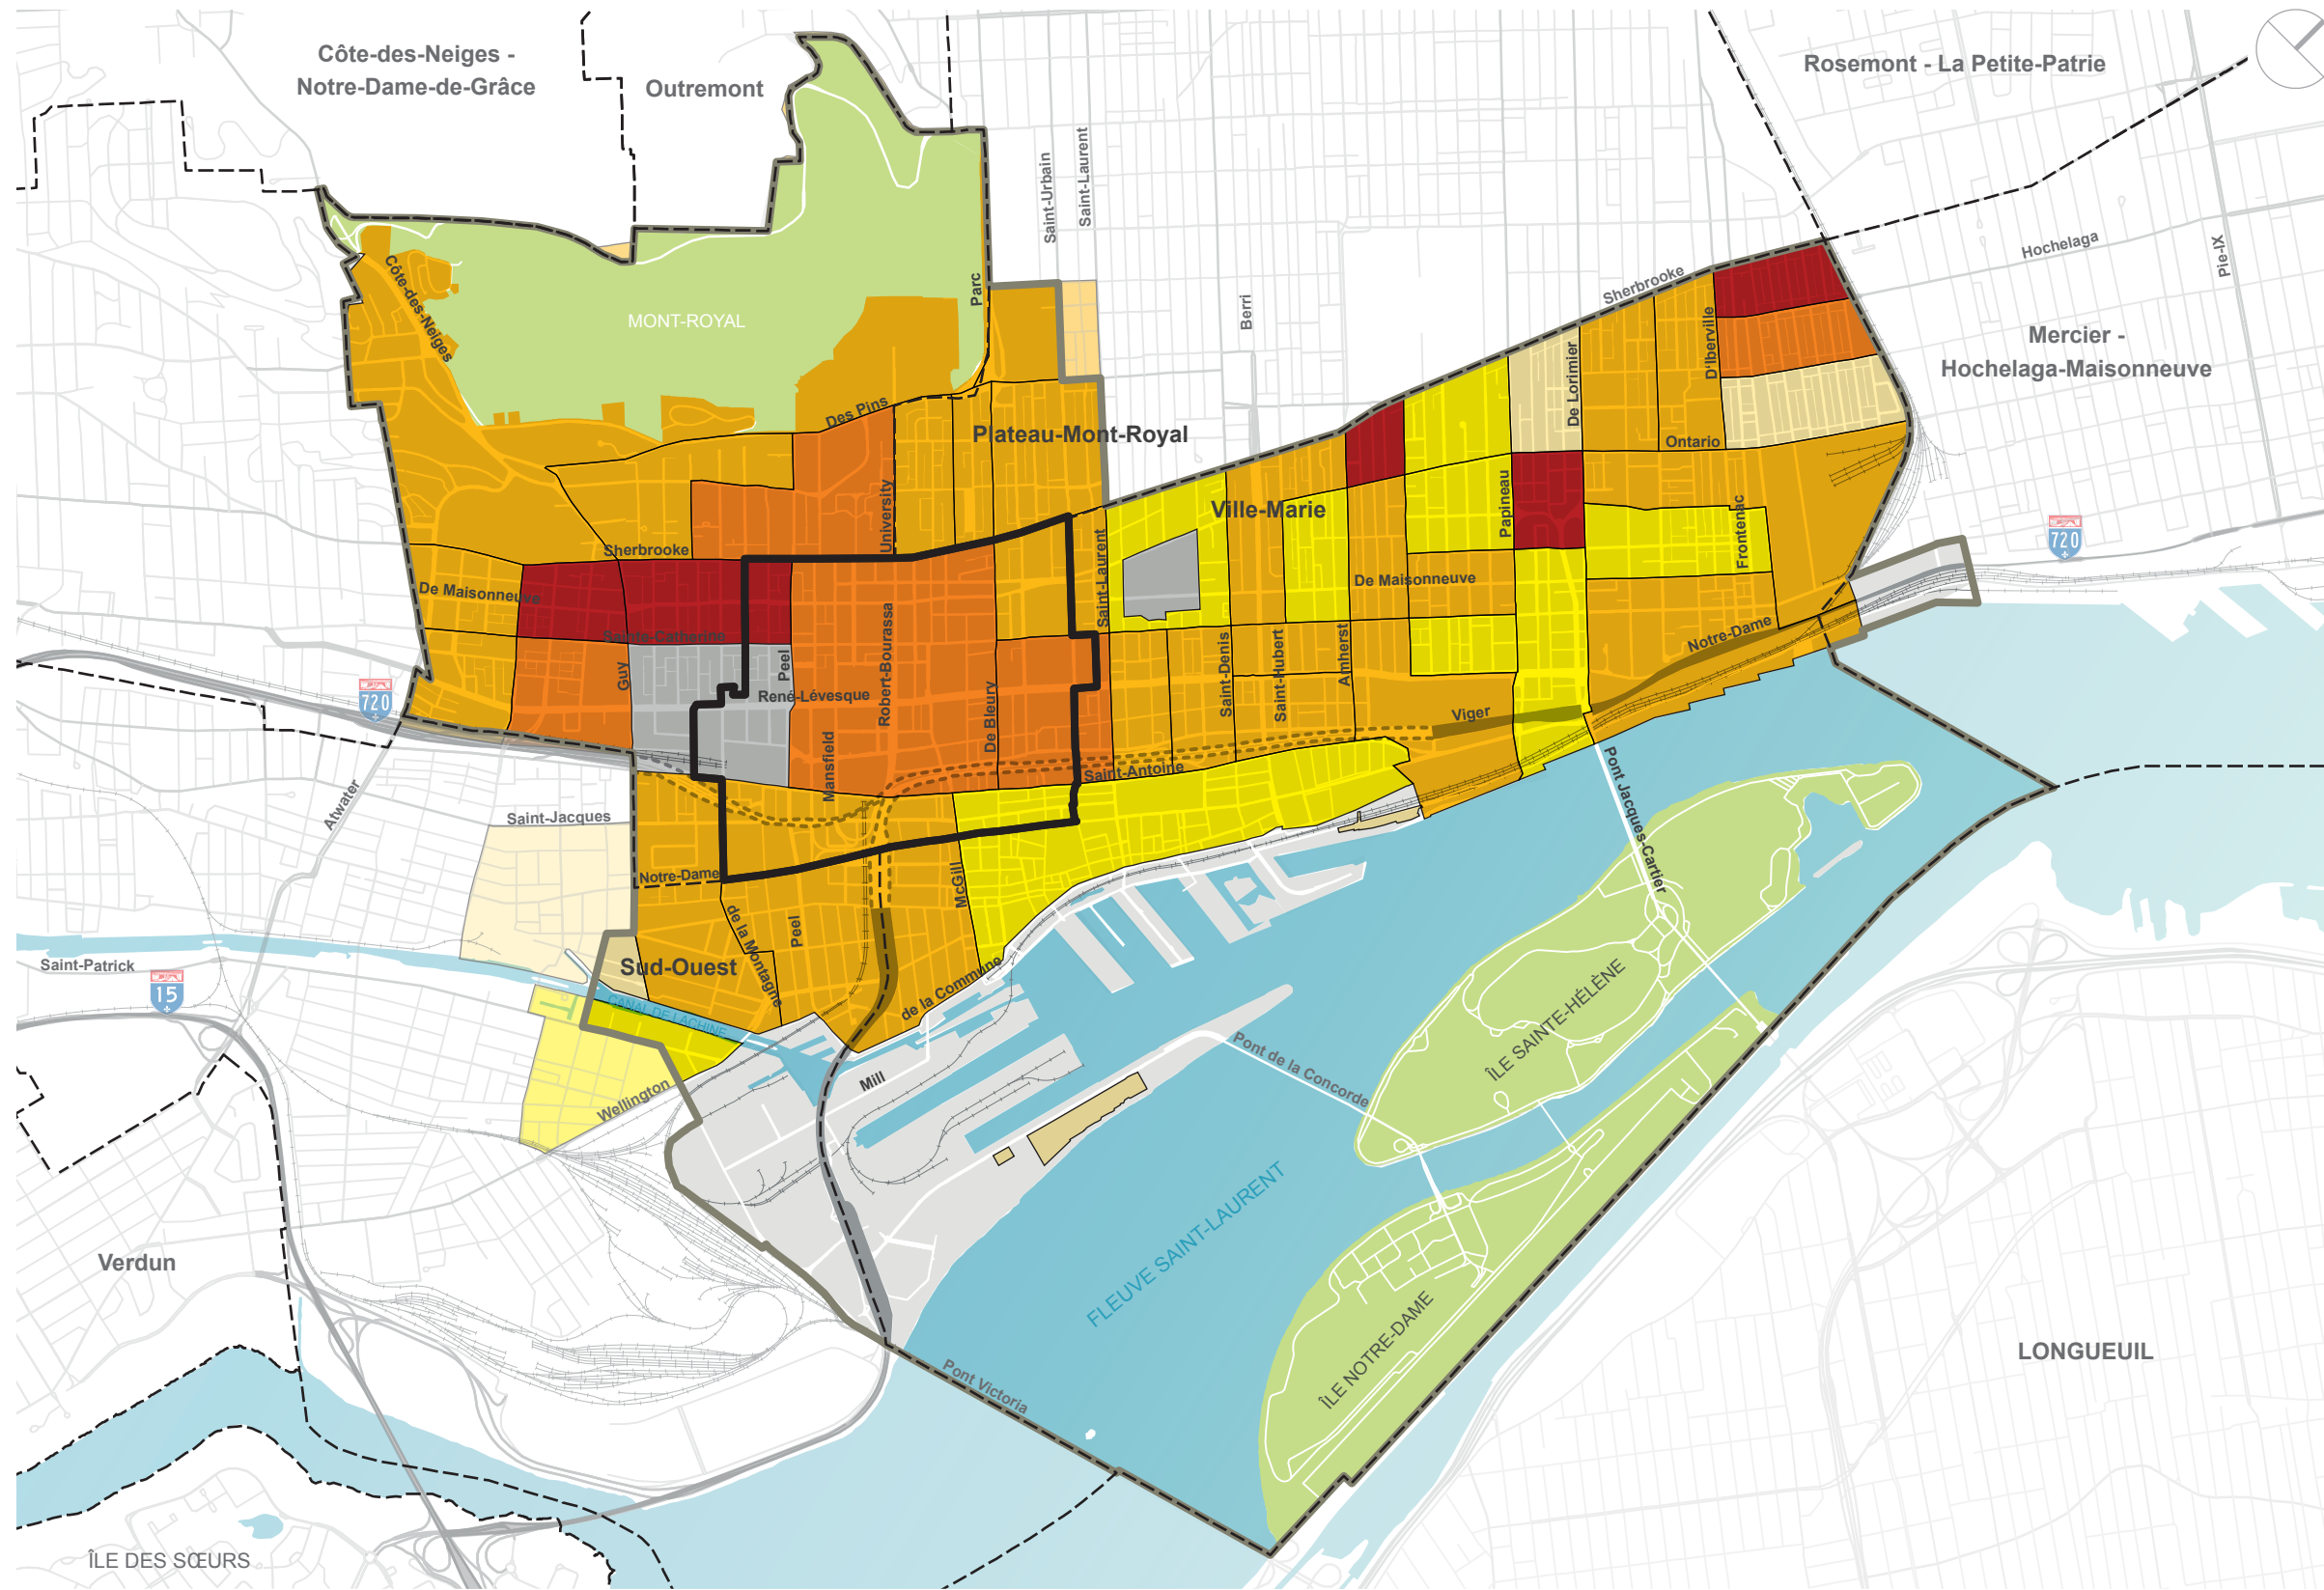 Côte-des-Neiges -
Notre-Dame-de-Grâce
Outremont
Rosemont - La Petite-Patrie
Saint-Urbain
Saint-Laurent
Hochelaga
Pie-IX
Côte-des-Neiges
Parc
Berri
Sherbrooke
MONT-ROYAL
Mercier -
Hochelaga-Maisonneuve
De Lorimier
D'Iberville
Des Pins
Plateau-Mont-Royal
Ontario
University
Ville-Marie
Papineau
Frontenac
720
Sherbrooke
Saint-Laurent
De Maisonneuve
De Maisonneuve
Sainte-Catherine
Guy
Peel
Robert-Bourassa
Saint-Denis
Saint-Hubert
Amherst
Notre-Dame
720
René-Lévesque
De Bleury
Viger
Mansfield
Saint-Antoine
Pont Jacques-Cartier
Atwater
Saint-Jacques
Notre-Dame
McGill
de la Montagne
Peel
Saint-Patrick
15
Sud-Ouest
de la Commune
CANAL DE LACHINE
Mill
Wellington
Pont de la Concorde
ÎLE SAINTE-HÉLÈNE
FLEUVE SAINT-LAURENT
Verdun
ÎLE NOTRE-DAME
LONGUEUIL
Pont Victoria
ÎLE DES SŒURS